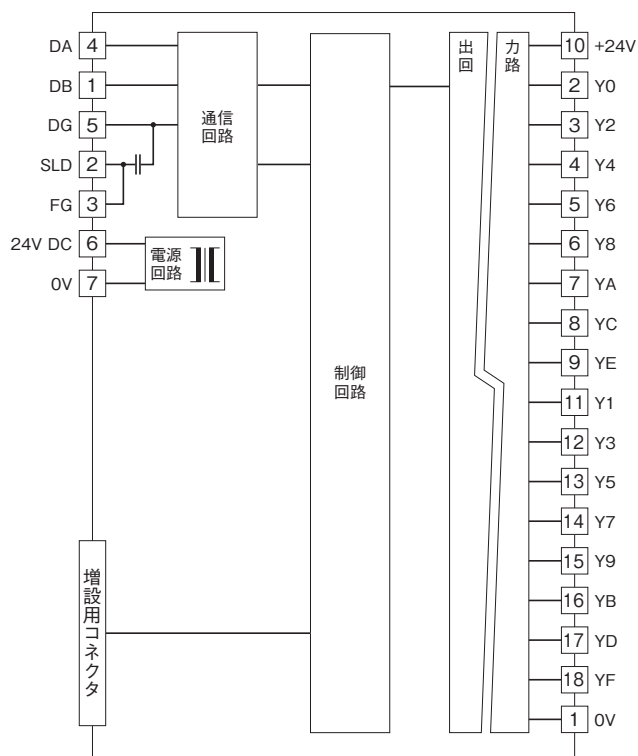 DA 4
DB 1
DG 5
SLD 2
FG 3
24V DC 6
0V 7
通信
回路
電源
回路
制御
回路
増設用コネクタ
出力
回路
10 +24V
2 Y0
3 Y2
4 Y4
5 Y6
6 Y8
7 YA
8 YC
9 YE
11 Y1
12 Y3
13 Y5
14 Y7
15 Y9
16 YB
17 YD
18 YF
1 0V